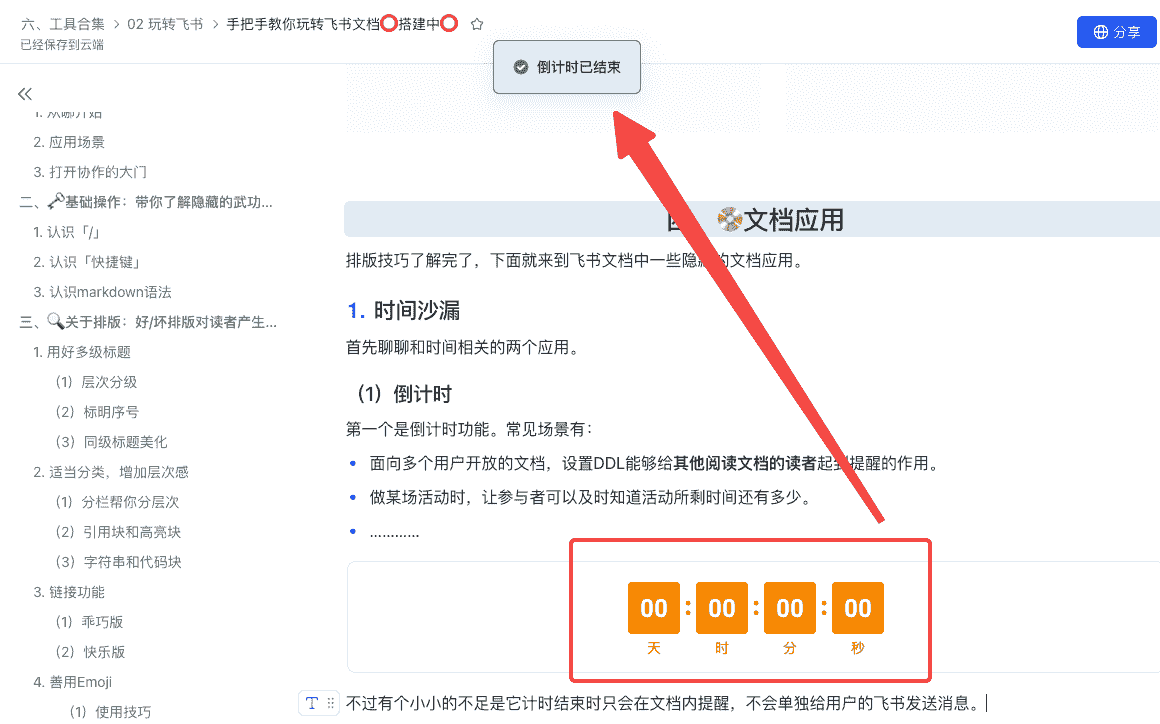 六、工具合集 > 02 玩转飞书 > 手把手教你玩转飞书文档⭕搭建中⭕
已经保存到云端
分享
倒计时已结束
2. 应用场景
3. 打开协作的大门
二、🗝️基础操作：带你了解隐藏的武功...
1. 认识「/」
2. 认识「快捷键」
3. 认识markdown语法
三、🔍关于排版：好/坏排版对读者产生...
1. 用好多级标题
（1）层次分级
（2）标明序号
（3）同级标题美化
2. 适当分类，增加层次感
（1）分栏帮你分层次
（2）引用块和高亮块
（3）字符串和代码块
3. 链接功能
（1）乖巧版
（2）快乐版
4. 善用Emoji
（1）使用技巧
文档应用
排版技巧了解完了，下面就来到飞书文档中一些隐的文档应用。
1. 时间沙漏
首先聊聊和时间相关的两个应用。
（1）倒计时
第一个是倒计时功能。常见场景有：
• 面向多个用户开放的文档，设置DDL能够给其他阅读文档的读者起到提醒的作用。
• 做某场活动时，让参与者可以及时知道活动所剩时间还有多少。
• …………
00 : 00 : 00 : 00
天 时 分 秒
不过有个小小的不足是它计时结束时只会在文档内提醒，不会单独给用户的飞书发送消息。